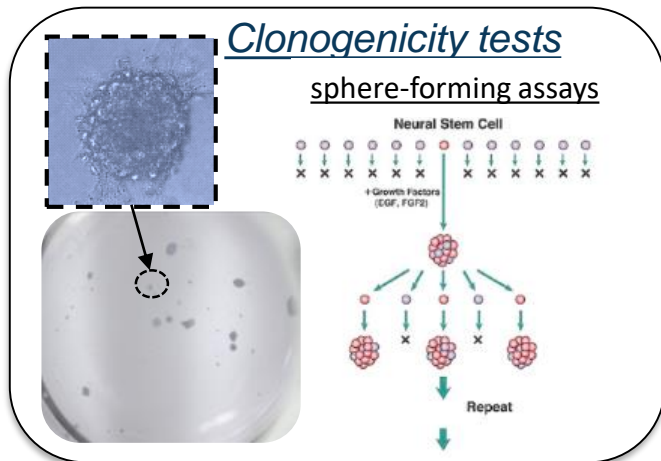 Clonogenicity tests
sphere-forming assays
Neural Stem Cell
+Growth Factors
(EGF, FGF2)
Repeat